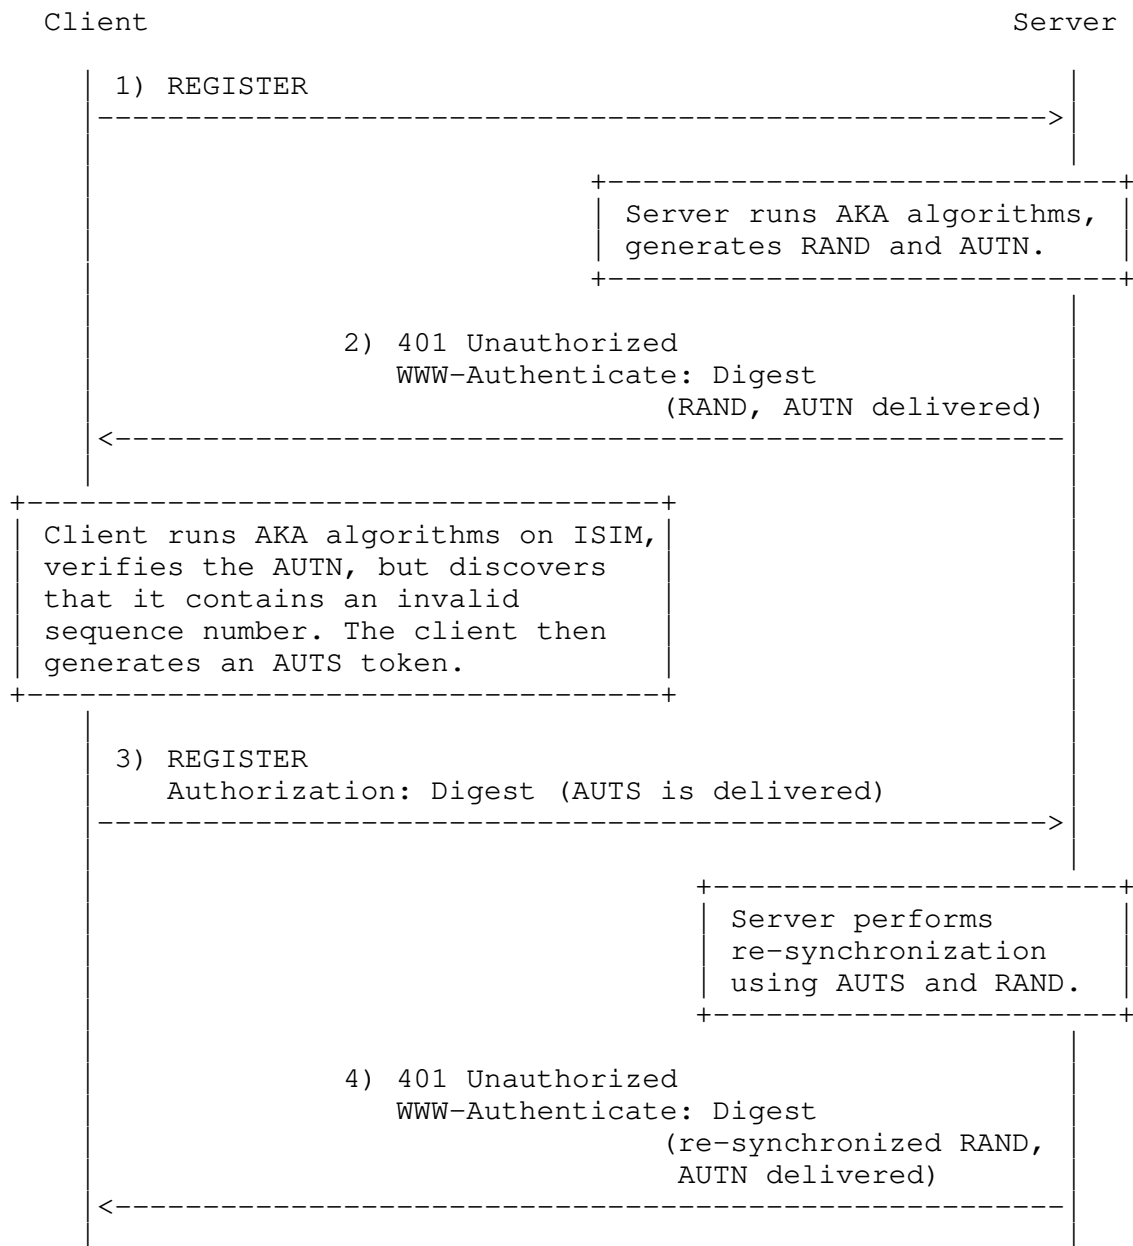 Client Server
1) REGISTER
Server runs AKA algorithms,
generates RAND and AUTN.
2) 401 Unauthorized
WWW-Authenticate: Digest
(RAND, AUTN delivered)
Client runs AKA algorithms on ISIM,
verifies the AUTN, but discovers
that it contains an invalid
sequence number. The client then
generates an AUTS token.
3) REGISTER
Authorization: Digest (AUTS is delivered)
Server performs
re-synchronization
using AUTS and RAND.
4) 401 Unauthorized
WWW-Authenticate: Digest
(re-synchronized RAND,
AUTN delivered)